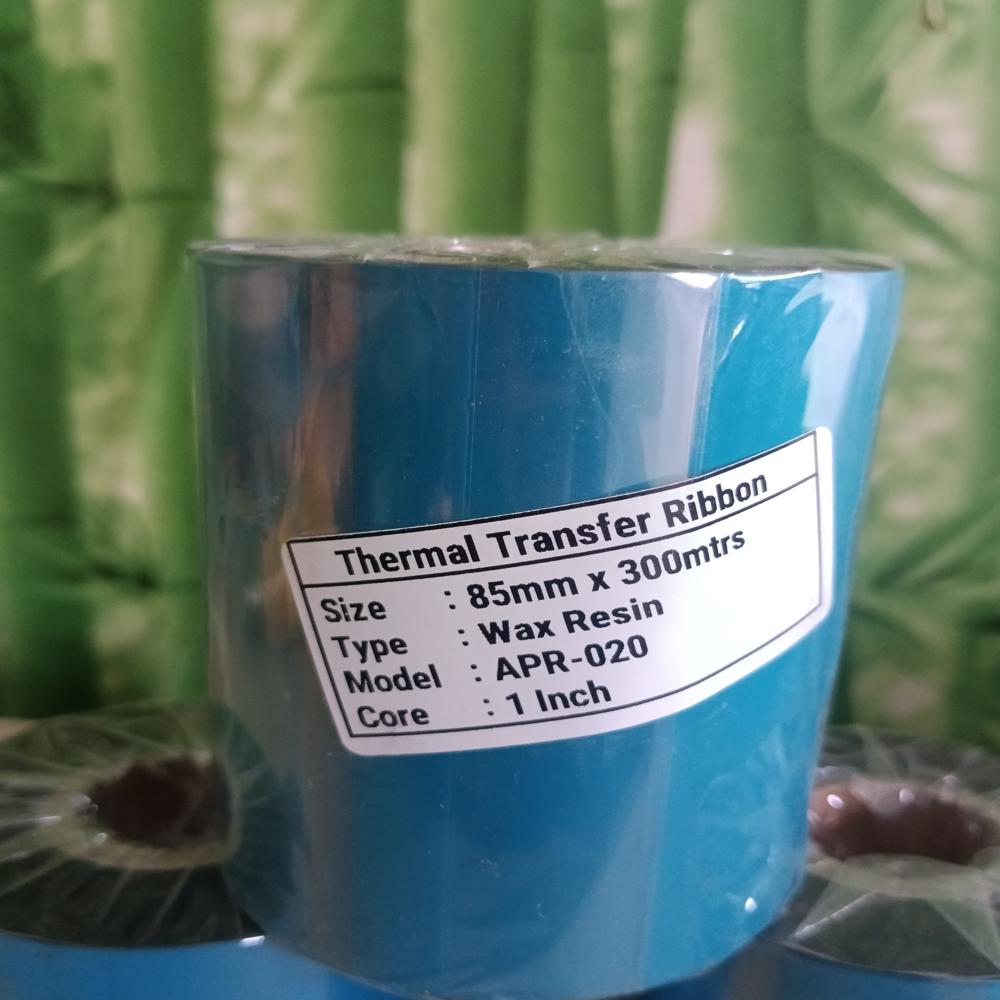 Thermal Transfer Ribbon
Size : 85mm x 300mtrs
Type : Wax Resin
Model : APR-020
Core : 1 Inch